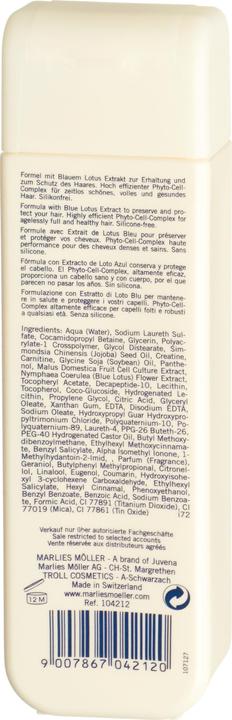 Formel mit Blauem Lotus Extrakt zur Erhaltung und
zum Schutz des Haares. Hoch effizienter Phyto-Cell-
Complex für zeitlos schönes, volles und gesundes
Haar. Silikonfrei.
Formula with Blue Lotus Extract to preserve and pro-
tect your hair. Highly efficient Phyto-Cell-Complex for
agelessly full and healthy hair. Silicone-free.
Formule avec Extrait de Lotus Bleu pour préserver
et protéger vos cheveux. Phyto-Cell-Complex haute
performance pour des cheveux denses et sains. Sans
silicone.
Fórmula con Extracto de Loto Azul conserva y protege
el cabello. El Phyto-Cell-Complex, altamente eficaz,
proporciona un cabello sano y con cuerpo, por el que
parecen no pasar los años. Sin silicona.
Formulazione con Estratto di Loto Blu per mantene-
re in salute e proteggere i vostri capelli. Phyto-Cell-
Complex altamente efficace per capelli folti e robusti
a qualsiasi età. Senza silicone.
Ingredients: Aqua (Water), Sodium Laureth Sul-
fate, Cocamidopropyl Betaine, Glycerin, Polyac-
rylate-1 Crosspolymer, Glycol Distearate, Sim-
mondsia Chinensis (Jojoba) Seed Oil, Creatine,
Carnitine, Glycine Soja (Soybean) Oil, Panthe-
nol, Malus Domestica Fruit Cell Culture Extract,
Nymphaea Coerulea (Blue Lotus) Flower Extract,
Tocopheryl Acetate, Decapeptide-10, Lecithin,
Tocopherol, Coco-Glucoside, Hydrogenated Le-
cithin, Propylene Glycol, Citric Acid, Glyceryl
Oleate, Xanthan Gum, EDTA, Disodium EDTA,
Sodium Oleate, Hydroxypropyl Guar Hydroxypro-
pyltrimonium Chloride, Polyquaternium-10, Po-
lyquaternium-89, Laureth-4, PPG-26 Buteth-26,
PEG-40 Hydrogenated Castor Oil, Butyl Methoxy-
dibenzoylmethane, Ethylhexyl Methoxycinnama-
te, Benzyl Salicylate, Alpha Isomethyl Ionone, 1-
Methylhydantoin-2-Imid, , Parfum (Fragrance),
Geraniol, Butylphenyl Methylpropional, Citronel-
lol, Linalool, Eugenol, Coumarin, Hydroxyisohe-
xyl 3-cyclohexene Carboxaldehyde, Ethylhexyl
Salicylate, Hexyl Cinnamal, Phenoxyethanol,
Benzyl Benzoate, Benzoic Acid, Sodium Benzoa-
te, Formic Acid, CI 77891 (Titanium Dioxide), CI
77019 (Mica), CI 77861 (Tin Oxide) I72
Verkauf nur über autorisierte Fachgeschäfte
Sale restricted to selected accounts
Vente réservée aux distributeurs agréés
MARLIES MÖLLER - A brand of Juvena
Marlies Möller AG - CH-St. Margrethen
TROLL COSMETICS - A-Schwarzach
Made in Switzerland
www.marliesmoeller.com
Ref. 104212
12 M
9 007867 042120
107127